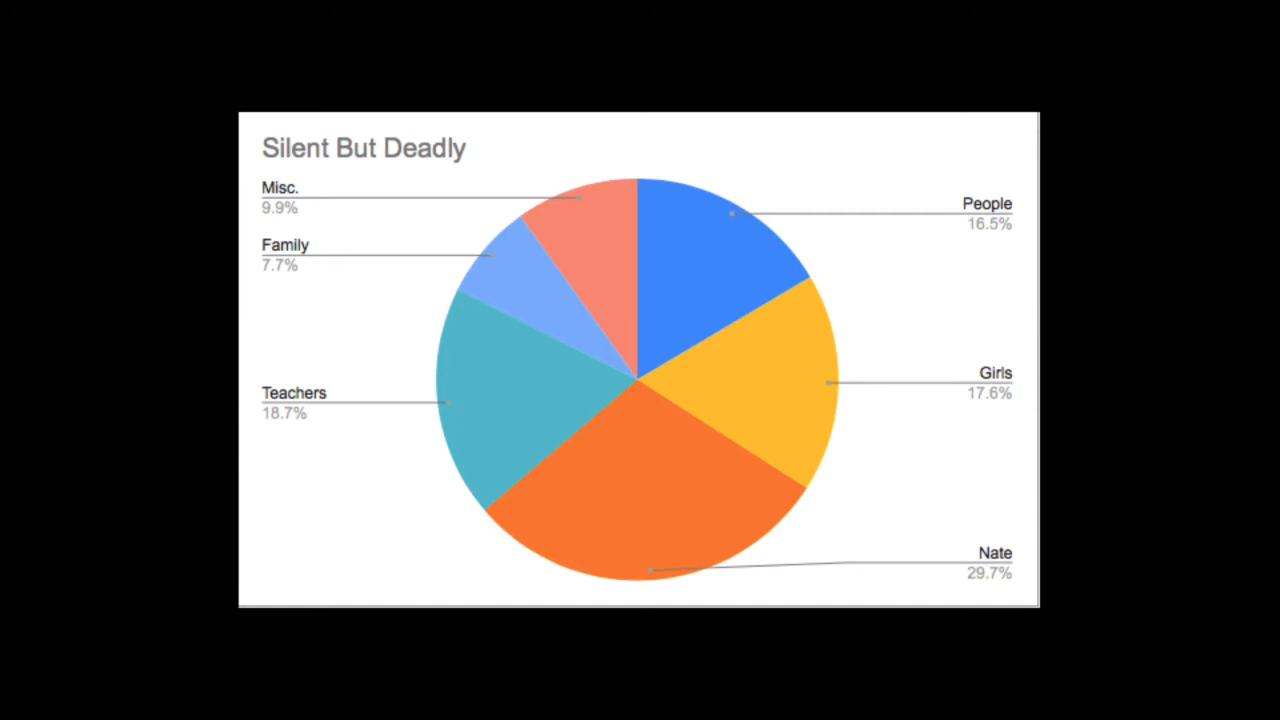 Silent But Deadly
Misc.
9.9%
Family
7.7%
Teachers
18.7%
People
16.5%
Girls
17.6%
Nate
29.7%